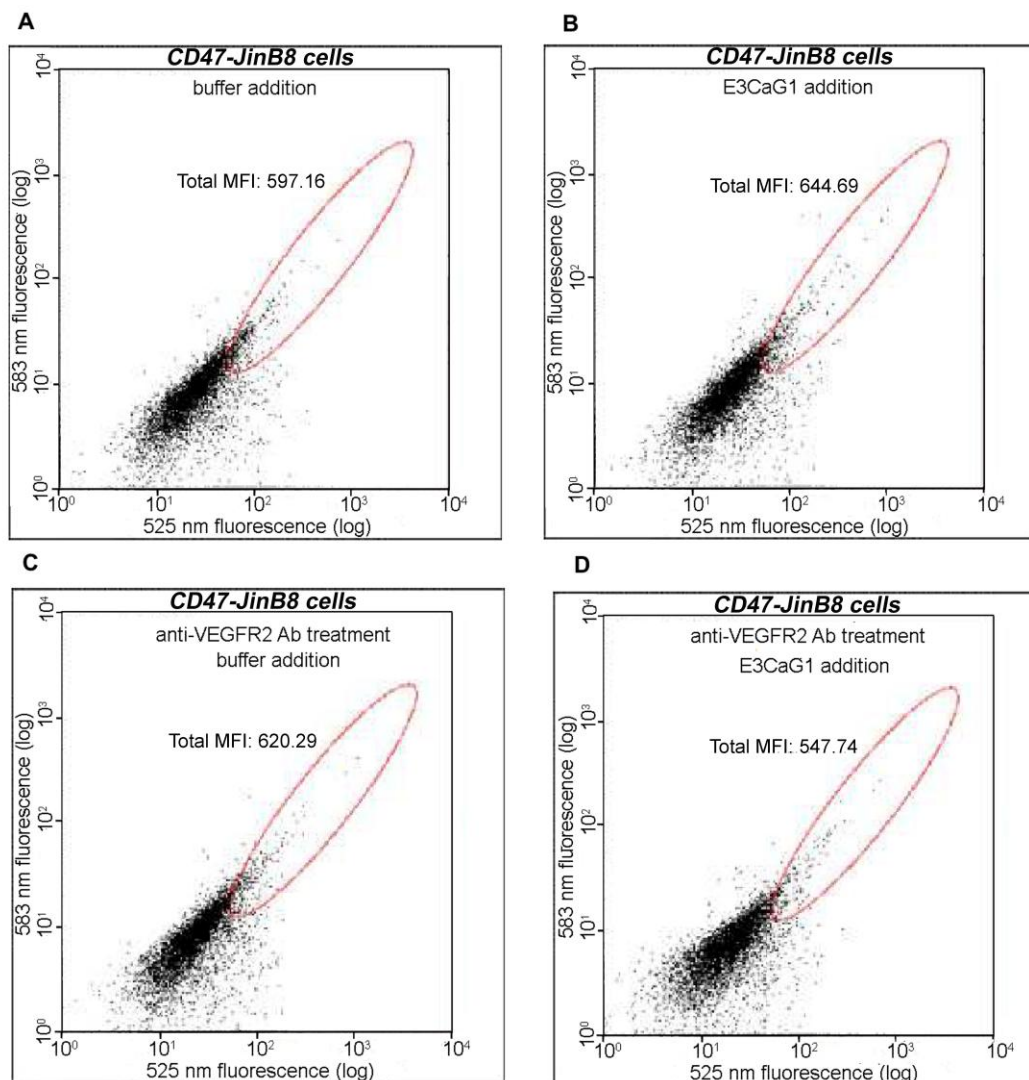 A
CD47-JinB8 cells
buffer addition
Total MFI: 597.16
583 nm fluorescence (log)
10⁴
10³
10²
10¹
10⁰
10⁰ 10¹ 10² 10³ 10⁴
525 nm fluorescence (log)
B
CD47-JinB8 cells
E3CaG1 addition
Total MFI: 644.69
583 nm fluorescence (log)
10⁴
10³
10²
10¹
10⁰
10⁰ 10¹ 10² 10³ 10⁴
525 nm fluorescence (log)
C
CD47-JinB8 cells
anti-VEGFR2 Ab treatment
buffer addition
Total MFI: 620.29
583 nm fluorescence (log)
10⁴
10³
10²
10¹
10⁰
10⁰ 10¹ 10² 10³ 10⁴
525 nm fluorescence (log)
D
CD47-JinB8 cells
anti-VEGFR2 Ab treatment
E3CaG1 addition
Total MFI: 547.74
583 nm fluorescence (log)
10⁴
10³
10²
10¹
10⁰
10⁰ 10¹ 10² 10³ 10⁴
525 nm fluorescence (log)